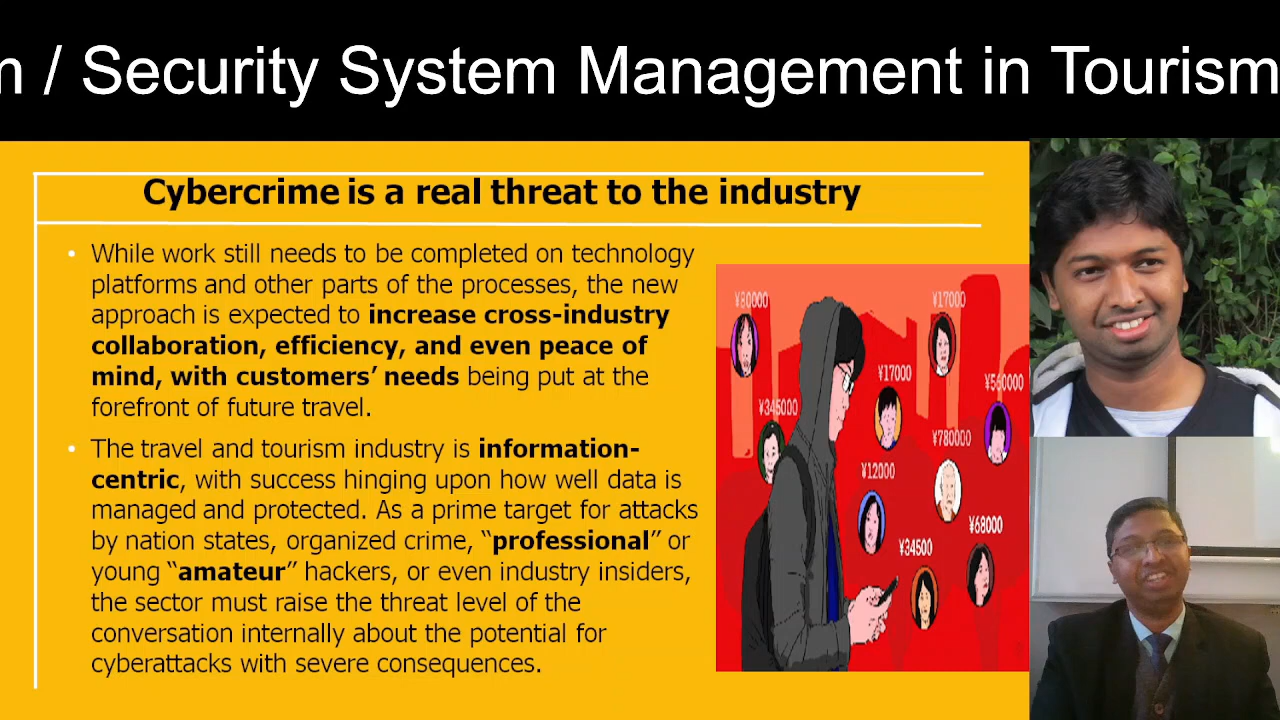 m / Security System Management in Tourism
Cybercrime is a real threat to the industry
• While work still needs to be completed on technology
platforms and other parts of the processes, the new
approach is expected to increase cross-industry
collaboration, efficiency, and even peace of
mind, with customers’ needs being put at the
forefront of future travel.
• The travel and tourism industry is information-
centric, with success hinging upon how well data is
managed and protected. As a prime target for attacks
by nation states, organized crime, “professional” or
young “amateur” hackers, or even industry insiders,
the sector must raise the threat level of the
conversation internally about the potential for
cyberattacks with severe consequences.
¥80000
¥17000
¥17000
¥560000
¥345000
¥780000
¥12000
¥68000
¥34500